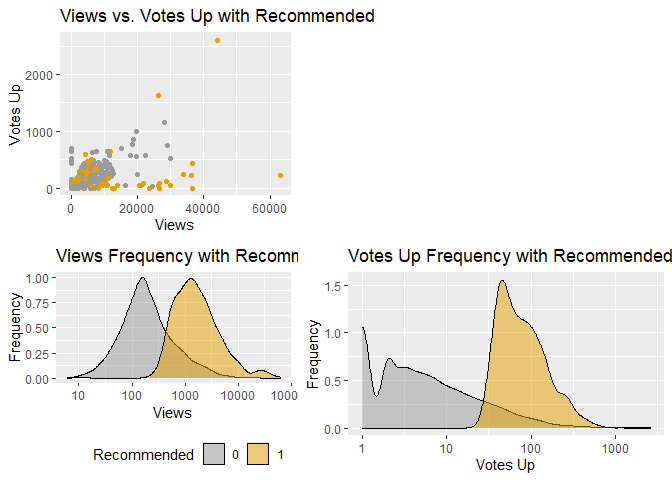 Views vs. Votes Up with Recommended
Votes Up
2000
1000
0
0 20000 40000 60000
Views
Views Frequency with Recomm
Frequency
1.00
0.75
0.50
0.25
0.00
10 100 1000 10000 1000
Views
Votes Up Frequency with Recommended
Frequency
1.5
1.0
0.5
0.0
1 10 100 1000
Votes Up
Recommended 0 1